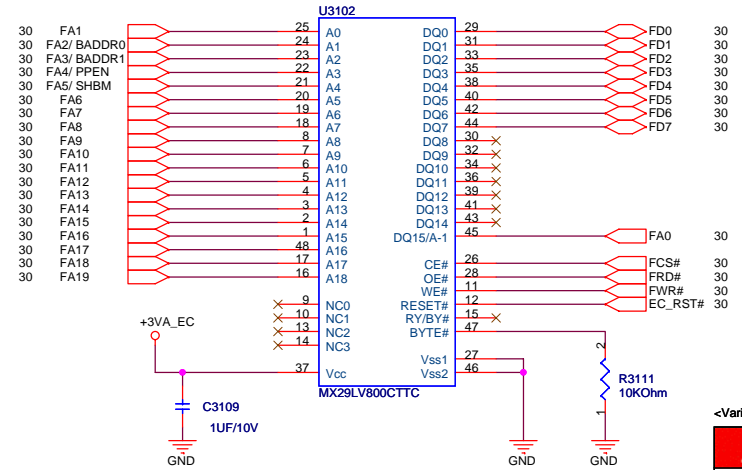 U3102
30 FA1 25 A0 DQ0 29 FD0 30
30 FA2/ BADDR0 24 A1 DQ1 31 FD1 30
30 FA3/ BADDR1 23 A2 DQ2 33 FD2 30
30 FA4/ PPEN 22 A3 DQ3 35 FD3 30
30 FA5/ SHBM 21 A4 DQ4 38 FD4 30
30 FA6 20 A5 DQ5 40 FD5 30
30 FA7 19 A6 DQ6 42 FD6 30
30 FA8 18 A7 DQ7 44 FD7 30
30 FA9 8 A8 DQ8 30
30 FA10 7 A9 DQ9 32
30 FA11 6 A10 DQ10 34
30 FA12 5 A11 DQ11 36
30 FA13 4 A12 DQ12 39
30 FA14 3 A13 DQ13 41
30 FA15 2 A14 DQ14 43
30 FA16 1 A15 DQ15/A-1 45 FA0 30
30 FA17 48 A16
30 FA18 17 A17 CE# 26 FCS# 30
30 FA19 16 A18 OE# 28 FRD# 30
WE# 11 FWR# 30
9 NC0 RESET# 12 EC_RST# 30
10 NC1 RY/BY# 15
13 NC2 BYTE# 47
14 NC3
+3VA_EC
37 Vcc Vss1 27
Vss2 46
MX29LV800CTTC
2
R3111
10KOhm
1
C3109
1UF/10V
<Vari
GND GND GND